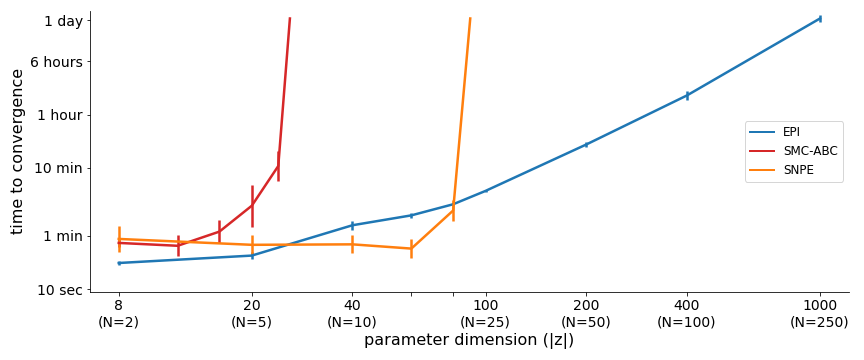 time to convergence
1 day
6 hours
1 hour
10 min
1 min
10 sec
EPI
SMC-ABC
SNPE
8 20 40 100 200 400 1000
(N=2) (N=5) (N=10) (N=25) (N=50) (N=100) (N=250)
parameter dimension (|z|)